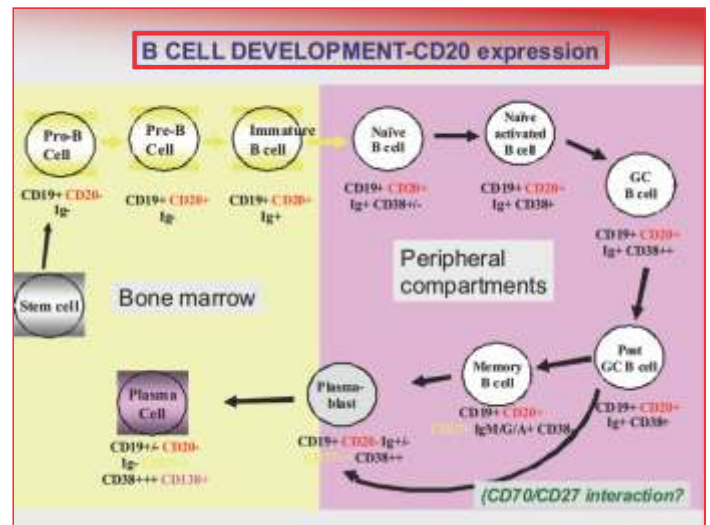 B CELL DEVELOPMENT-CD20 expression
Pro-B
Cell
CD19+ CD20-
Ig-
Pre-B
Cell
CD19+ CD20+
Ig-
Immature
B cell
CD19+ CD20+
Ig+
Naïve
B cell
CD19+ CD20+
Ig+ CD38+/-
Naïve
activated
B cell
CD19+ CD20+
Ig+ CD38+
GC
B cell
CD19+ CD20+
Ig+ CD38++
Stem cell
Bone marrow
Peripheral
compartments
Post
GC B cell
CD19+ CD20+
Ig+ CD38+
Memory
B cell
CD19+ CD20+
IgM/G/A+ CD38-
Plasma-
blast
CD19+ CD20- Ig+/-
CD38++
Plasma
Cell
CD19+/- CD20-
Ig-
CD38+++ CD138+
(CD70/CD27 interaction?